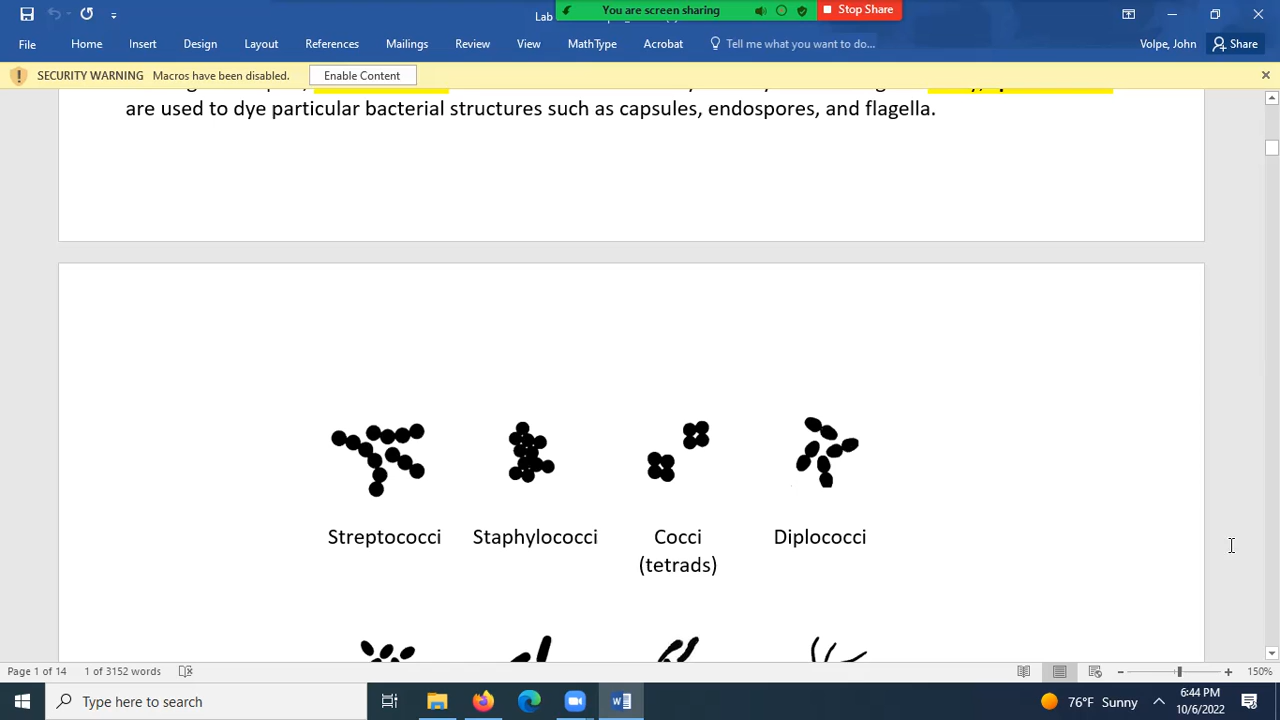 Lab
You are screen sharing
Stop Share
File Home Insert Design Layout References Mailings Review View MathType Acrobat Tell me what you want to do... Volpe, John Share
SECURITY WARNING Macros have been disabled. Enable Content
are used to dye particular bacterial structures such as capsules, endospores, and flagella.
Streptococci Staphylococci Cocci Diplococci
(tetrads)
Page 1 of 14 1 of 3152 words 150%
Type here to search
W
76°F Sunny
6:44 PM
10/6/2022